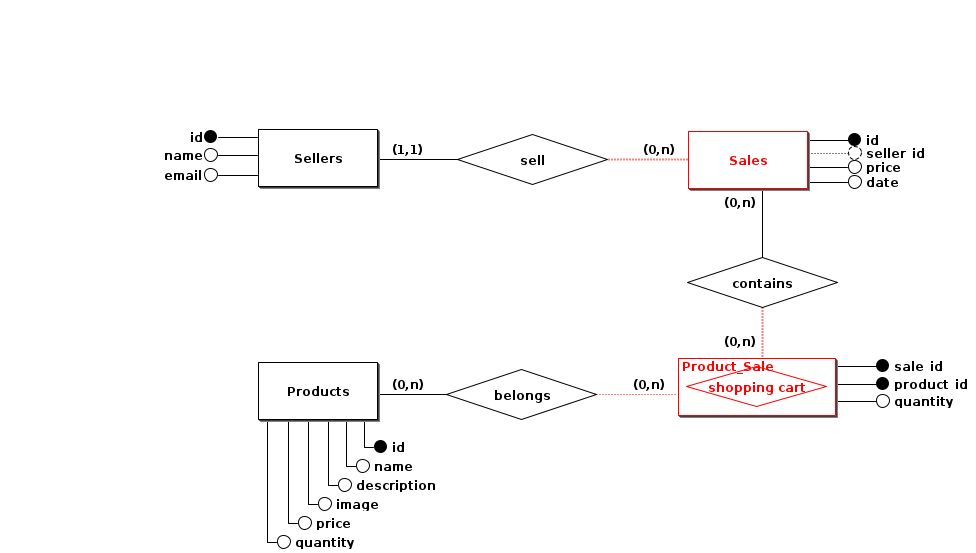 id
name
email
Sellers
(1,1)
sell
(0,n)
Sales
id
seller id
price
date
(0,n)
contains
(0,n)
Products
(0,n)
belongs
(0,n)
Product_Sale
shopping cart
sale id
product id
quantity
id
name
description
image
price
quantity